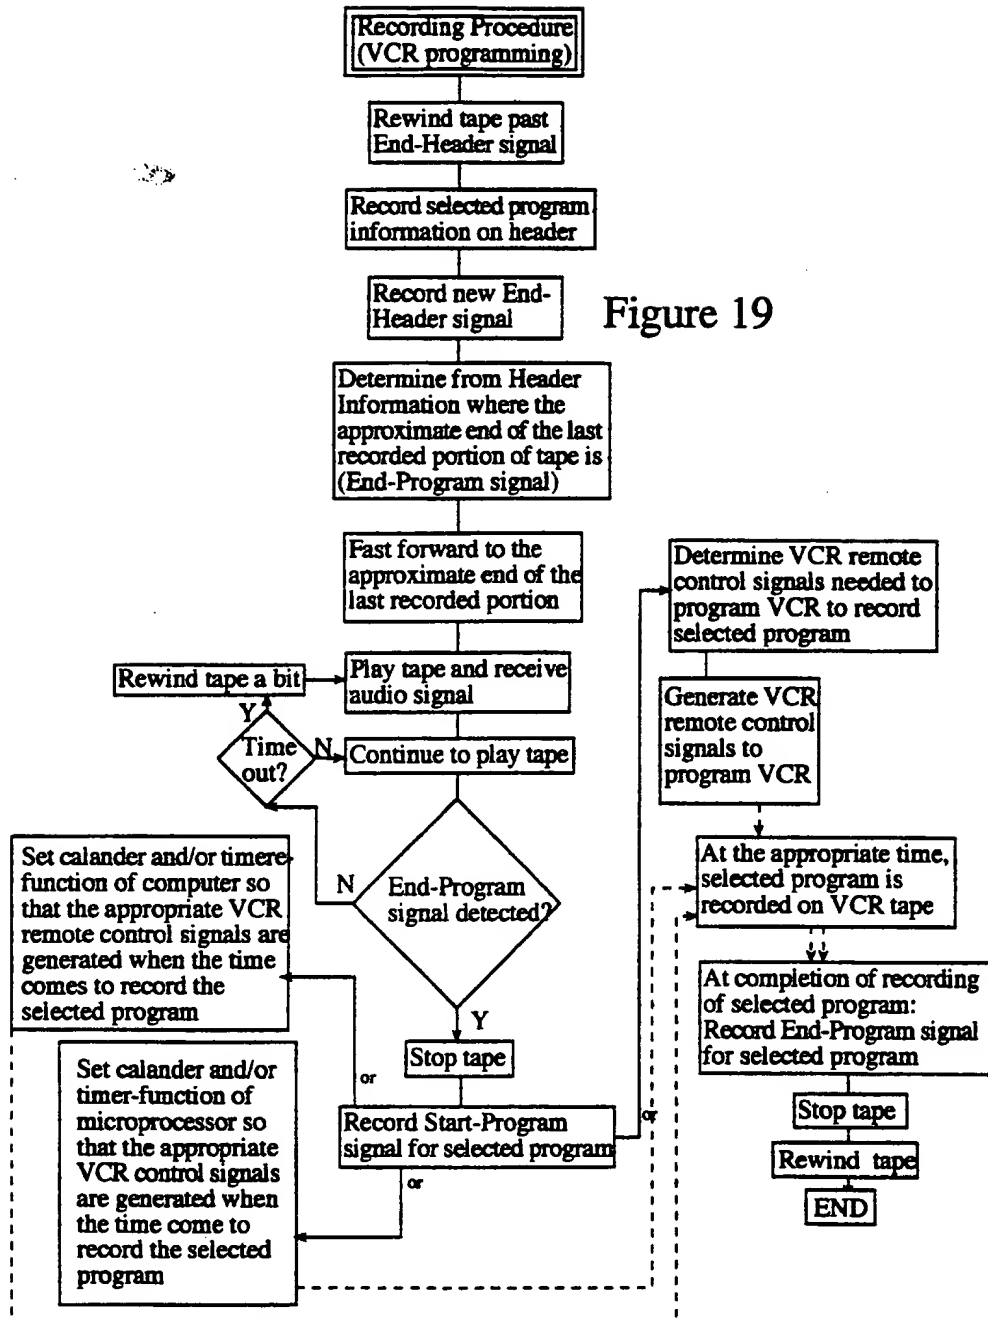 Recording Procedure
(VCR programming)
Rewind tape past
End-Header signal
Record selected program
information on header
Record new End-
Header signal
Figure 19
Determine from Header
Information where the
approximate end of the last
recorded portion of tape is
(End-Program signal)
Fast forward to the
approximate end of the
last recorded portion
Determine VCR remote
control signals needed to
program VCR to record
selected program
Rewind tape a bit
Play tape and receive
audio signal
Generate VCR
remote control
signals to
program VCR
Y
Time
out?
N
Continue to play tape
Set calander and/or timere-
function of computer so
that the appropriate VCR
remote control signals are
generated when the time
comes to record the
selected program
N
End-Program
signal detected?
At the appropriate time,
selected program is
recorded on VCR tape
At completion of recording
of selected program:
Record End-Program signal
for selected program
Y
Stop tape
or
Set calander and/or
timer-function of
microprocessor so
that the appropriate
VCR control signals
are generated when
the time come to
record the selected
program
Record Start-Program
signal for selected program
or
or
Stop tape
Rewind tape
END